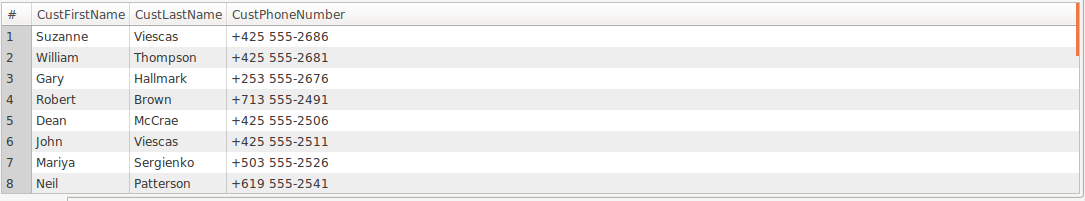 # CustFirstName CustLastName CustPhoneNumber
1 Suzanne Viescas +425 555-2686
2 William Thompson +425 555-2681
3 Gary Hallmark +253 555-2676
4 Robert Brown +713 555-2491
5 Dean McCrae +425 555-2506
6 John Viescas +425 555-2511
7 Mariya Sergienko +503 555-2526
8 Neil Patterson +619 555-2541